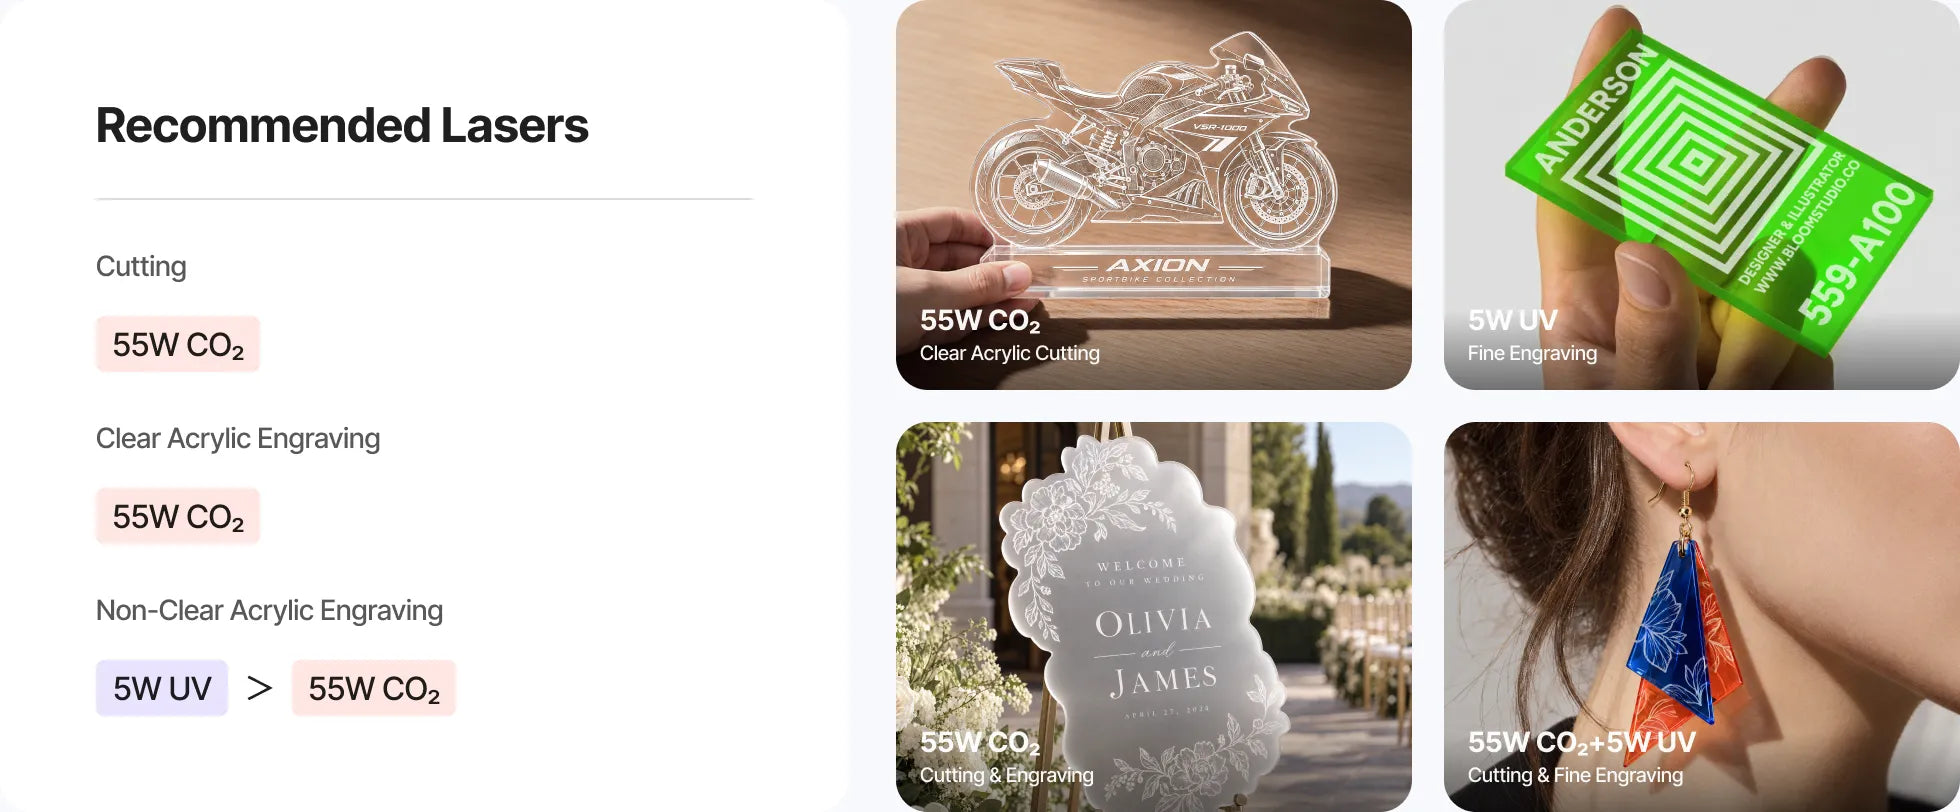 Recommended Lasers
Cutting
55W CO₂
Clear Acrylic Engraving
55W CO₂
Non-Clear Acrylic Engraving
5W UV > 55W CO₂
VSR-1000
AXION
SPORTBIKE COLLECTION
55W CO₂
Clear Acrylic Cutting
ANDERSON
DESIGNER & ILLUSTRATOR
WWW.BLOOMSTUDIO.CO
559-A100
5W UV
Fine Engraving
WELCOME
TO OUR WEDDING
OLIVIA
and
JAMES
APRIL 27, 2024
55W CO₂
Cutting & Engraving
55W CO₂+5W UV
Cutting & Fine Engraving